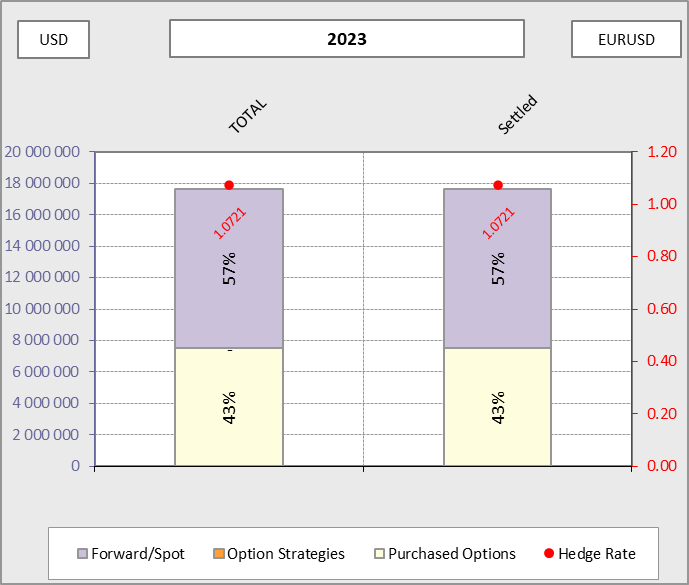 USD
2023
EURUSD
TOTAL
Settled
20 000 000
18 000 000
16 000 000
14 000 000
12 000 000
10 000 000
8 000 000
6 000 000
4 000 000
2 000 000
0
1.0721
57%
-
43%
1.0721
57%
43%
1.20
1.00
0.80
0.60
0.40
0.20
0.00
Forward/Spot
Option Strategies
Purchased Options
Hedge Rate